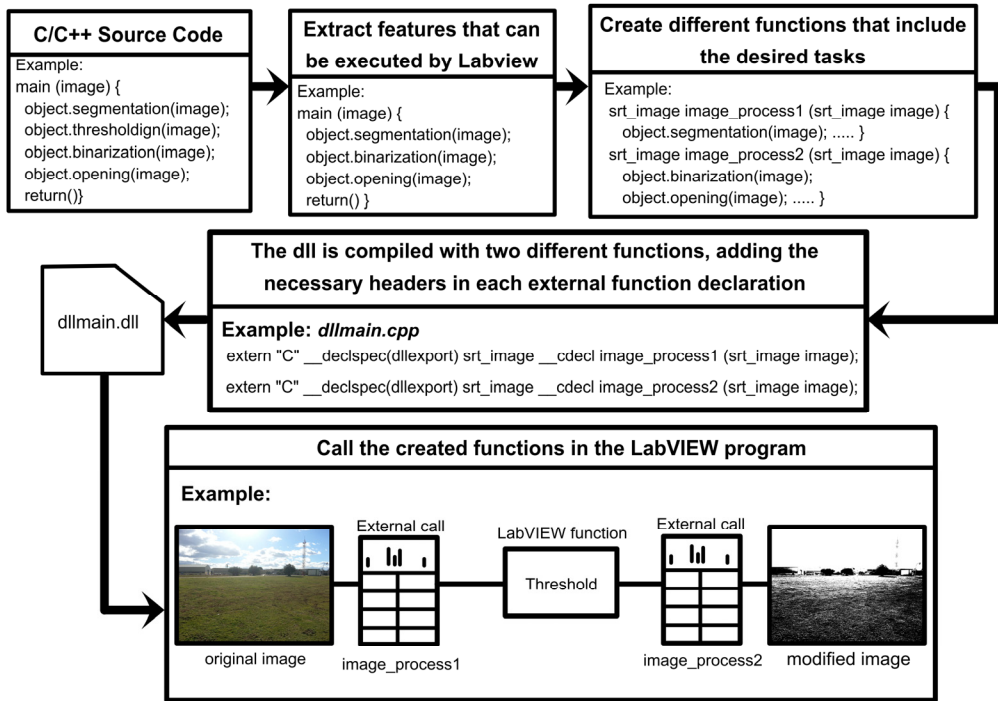 C/C++ Source Code
Example:
main (image) {
object.segmentation(image);
object.thresholdign(image);
object.binarization(image);
object.opening(image);
return()}
Extract features that can
be executed by Labview
Example:
main (image) {
object.segmentation(image);
object.binarization(image);
object.opening(image);
return() }
Create different functions that include
the desired tasks
Example:
srt_image image_process1 (srt_image image) {
object.segmentation(image); ..... }
srt_image image_process2 (srt_image image) {
object.binarization(image);
object.opening(image); ..... }
The dll is compiled with two different functions, adding the
necessary headers in each external function declaration
Example: dllmain.cpp
extern "C" __declspec(dllexport) srt_image __cdecl image_process1 (srt_image image);
extern "C" __declspec(dllexport) srt_image __cdecl image_process2 (srt_image image);
dllmain.dll
Call the created functions in the LabVIEW program
Example:
original image
External call
image_process1
LabVIEW function
Threshold
External call
image_process2
modified image